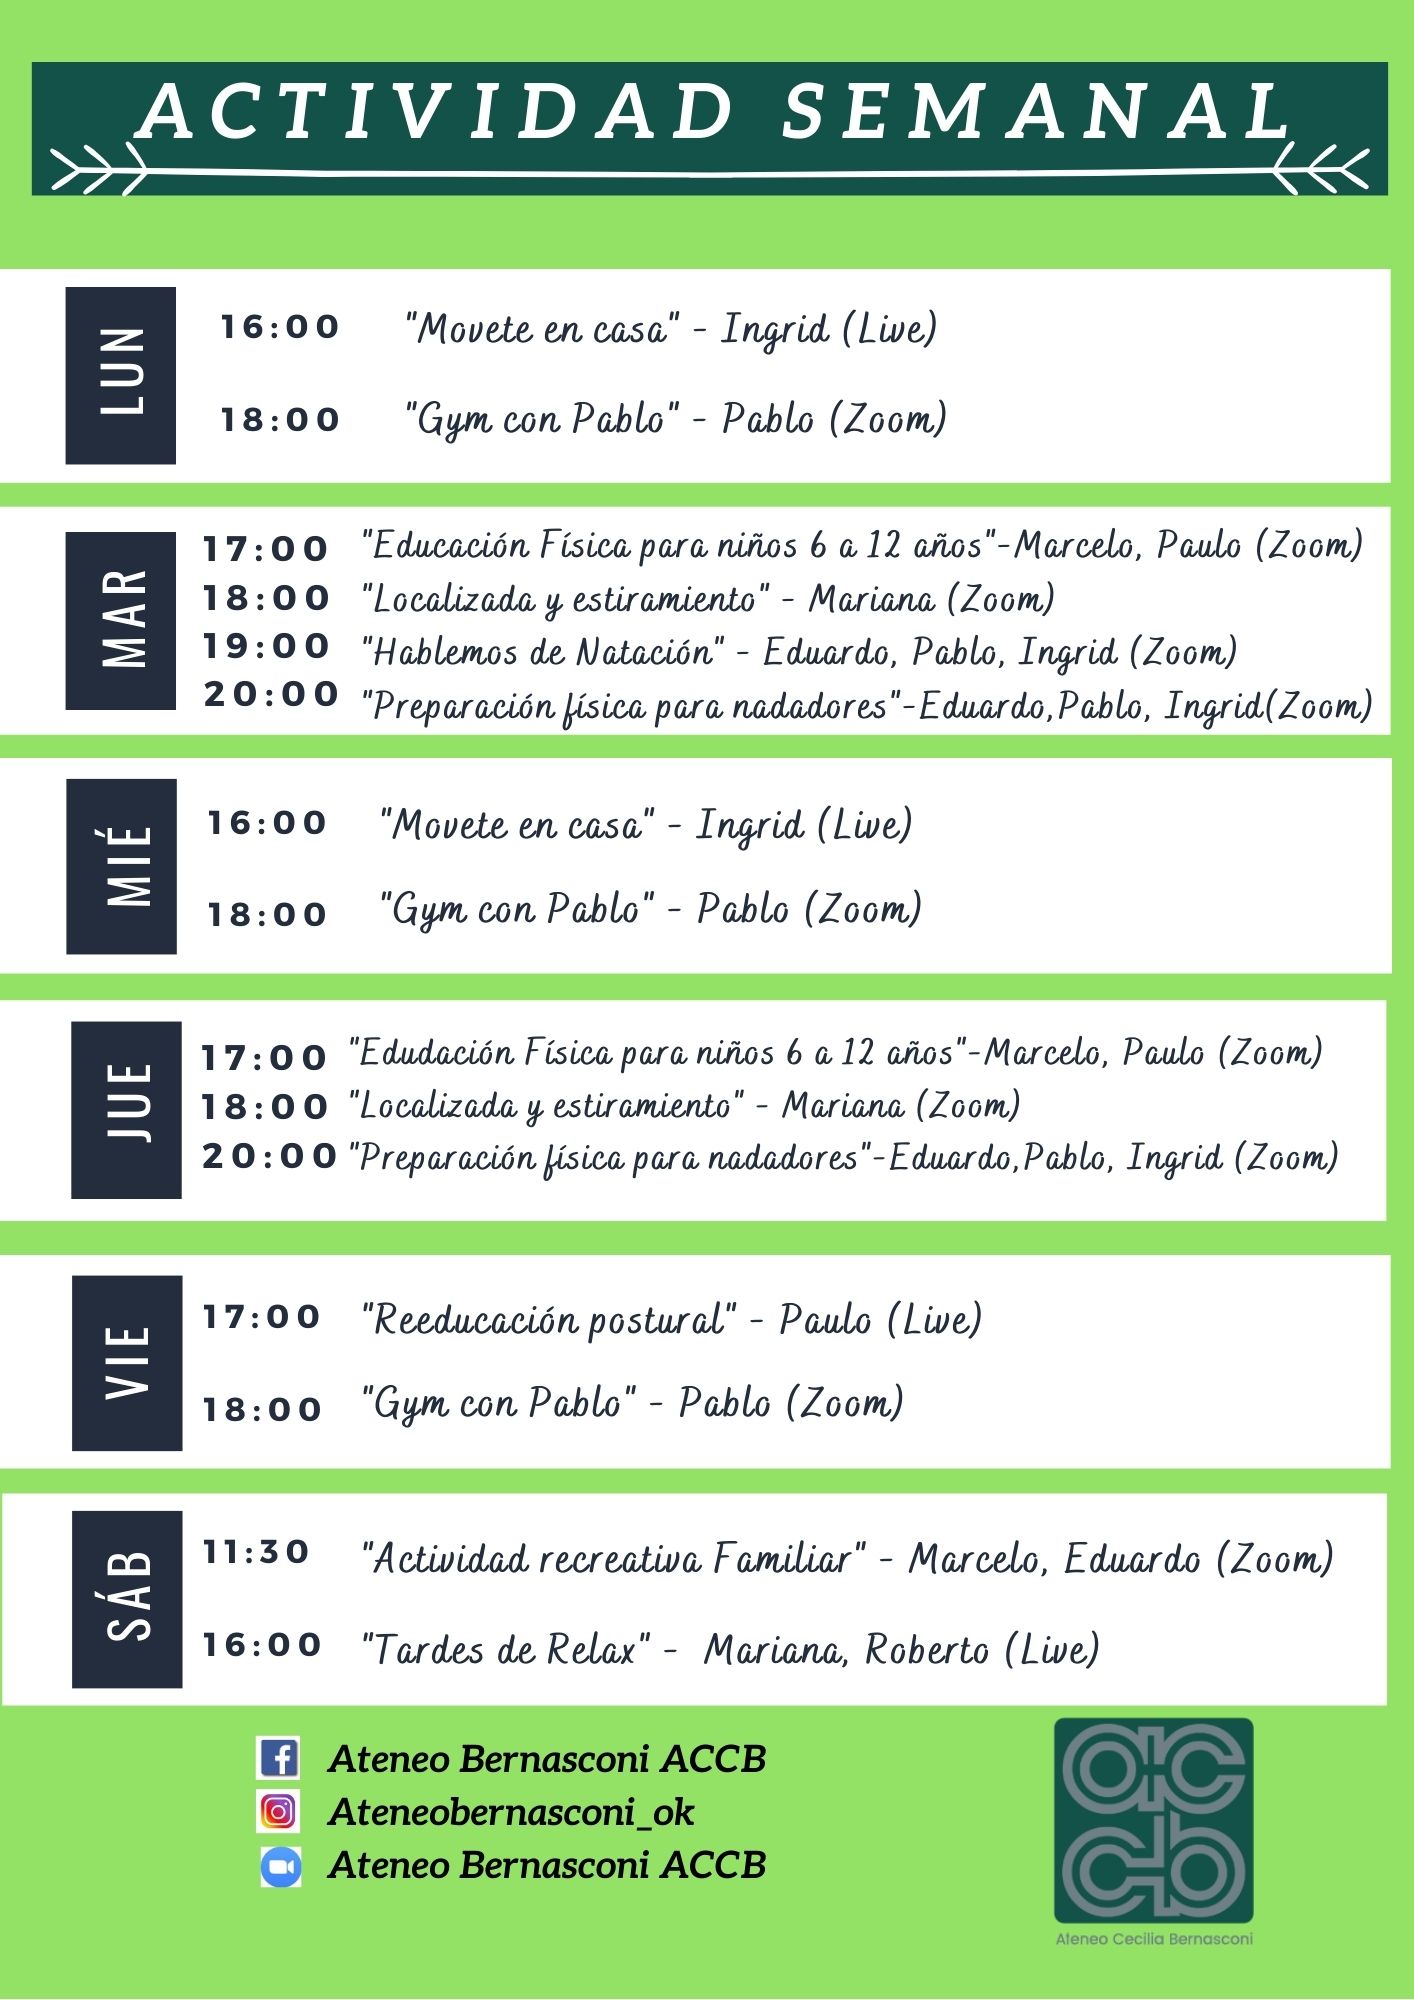 ACTIVIDAD SEMANAL
LUN
16:00 "Movete en casa" - Ingrid (Live)
18:00 "Gym con Pablo" - Pablo (Zoom)
MAR
17:00 "Educación Física para niños 6 a 12 años"-Marcelo, Paulo (Zoom)
18:00 "Localizada y estiramiento" - Mariana (Zoom)
19:00 "Hablemos de Natación" - Eduardo, Pablo, Ingrid (Zoom)
20:00 "Preparación física para nadadores"-Eduardo,Pablo, Ingrid(Zoom)
MIÉ
16:00 "Movete en casa" - Ingrid (Live)
18:00 "Gym con Pablo" - Pablo (Zoom)
JUE
17:00 "Edudación Física para niños 6 a 12 años"-Marcelo, Paulo (Zoom)
18:00 "Localizada y estiramiento" - Mariana (Zoom)
20:00 "Preparación física para nadadores"-Eduardo,Pablo, Ingrid (Zoom)
VIE
17:00 "Reeducación postural" - Paulo (Live)
18:00 "Gym con Pablo" - Pablo (Zoom)
SÁB
11:30 "Actividad recreativa Familiar" - Marcelo, Eduardo (Zoom)
16:00 "Tardes de Relax" - Mariana, Roberto (Live)
Ateneo Bernasconi ACCB
Ateneobernasconi_ok
Ateneo Bernasconi ACCB
ac
cb
Ateneo Cecilia Bernasconi